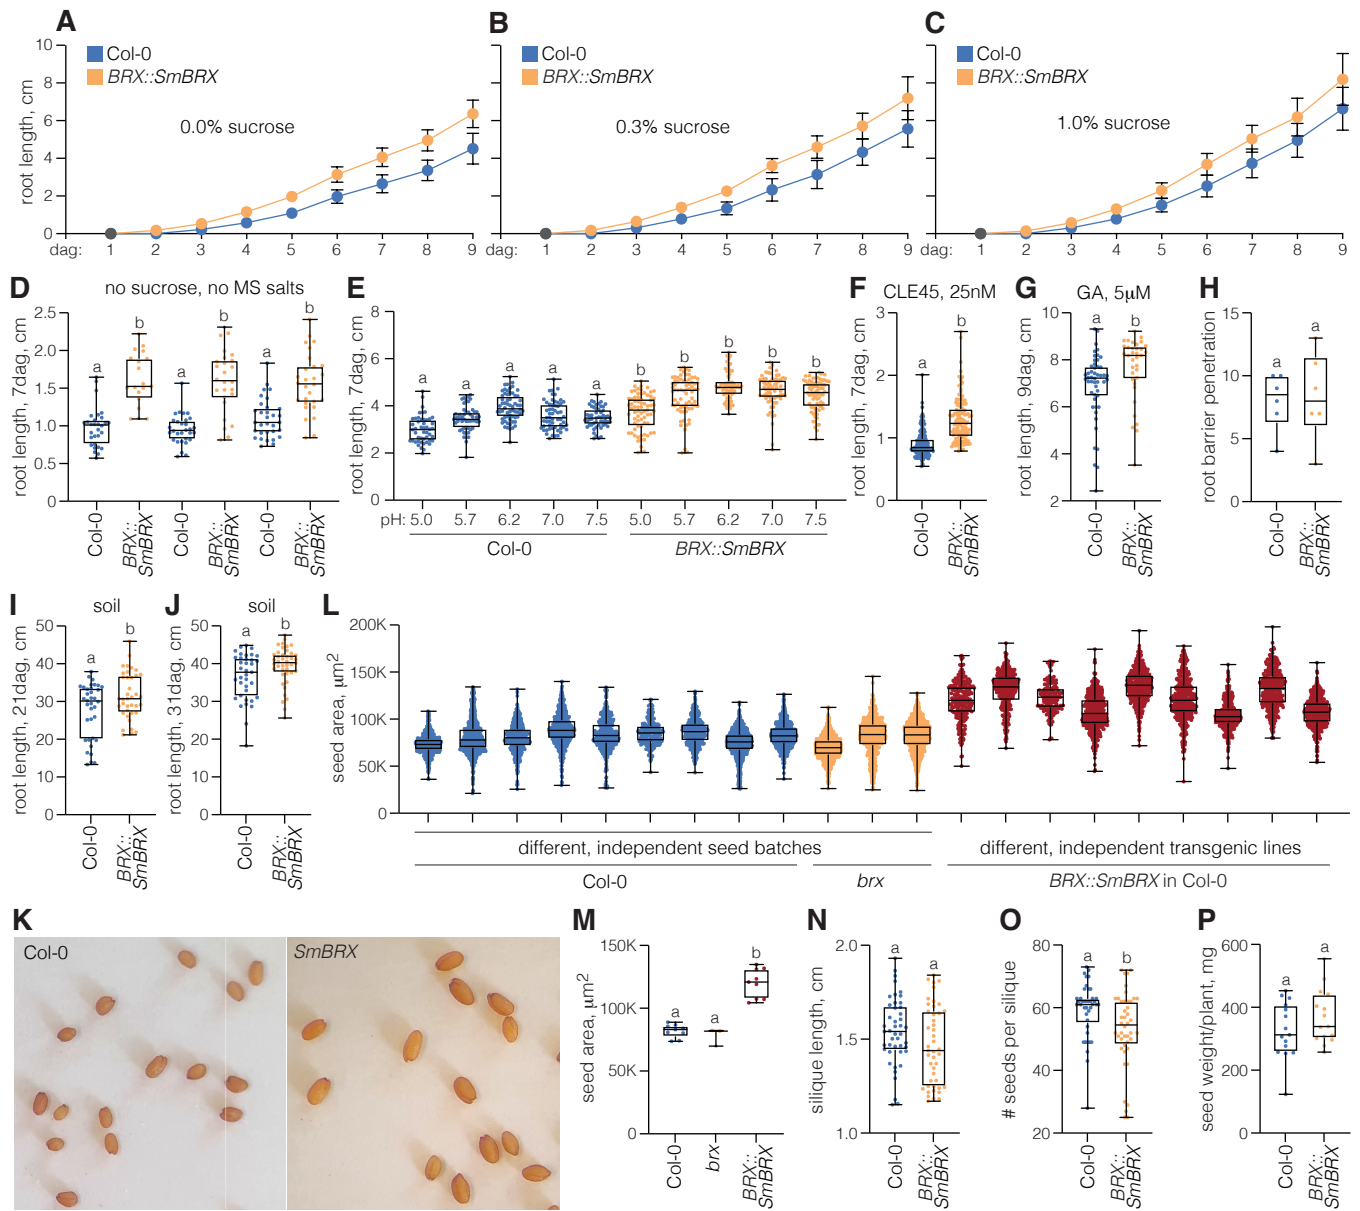 A
B
C
10
8
6
4
2
0
root length, cm
Col-0
BRX::SmBRX
0.0% sucrose
dag: 1 2 3 4 5 6 7 8 9
Col-0
BRX::SmBRX
0.3% sucrose
dag: 1 2 3 4 5 6 7 8 9
Col-0
BRX::SmBRX
1.0% sucrose
dag: 1 2 3 4 5 6 7 8 9
D
no sucrose, no MS salts
root length, 7dag, cm
2.5
2.0
1.5
1.0
0.5
0
a b a b a b
Col-0
BRX::
SmBRX
Col-0
BRX::
SmBRX
Col-0
BRX::
SmBRX
E
root length, 7dag, cm
8
6
4
2
0
a a a a a b b b b b
pH: 5.0 5.7 6.2 7.0 7.5 5.0 5.7 6.2 7.0 7.5
Col-0
BRX::SmBRX
F
CLE45, 25nM
root length, 7dag, cm
3
2
1
0
a b
Col-0
BRX::
SmBRX
G
GA, 5μM
root length, 9dag, cm
10
8
6
4
2
a b
Col-0
BRX::
SmBRX
H
root barrier penetration
15
10
5
0
a a
Col-0
BRX::
SmBRX
I
soil
root length, 21dag, cm
50
40
30
20
10
0
a b
Col-0
BRX::
SmBRX
J
soil
root length, 31dag, cm
50
40
30
20
10
0
a b
Col-0
BRX::
SmBRX
L
seed area, μm2
200K
150K
100K
50K
0
different, independent seed batches
different, independent transgenic lines
Col-0
brx
BRX::SmBRX in Col-0
K
Col-0
SmBRX
M
seed area, μm2
150K
100K
50K
0
a a b
Col-0
brx
BRX::
SmBRX
N
silique length, cm
2.0
1.5
1.0
a a
Col-0
BRX::
SmBRX
O
# seeds per silique
80
60
40
20
a b
Col-0
BRX::
SmBRX
P
seed weight/plant, mg
600
400
200
0
a a
Col-0
BRX::
SmBRX